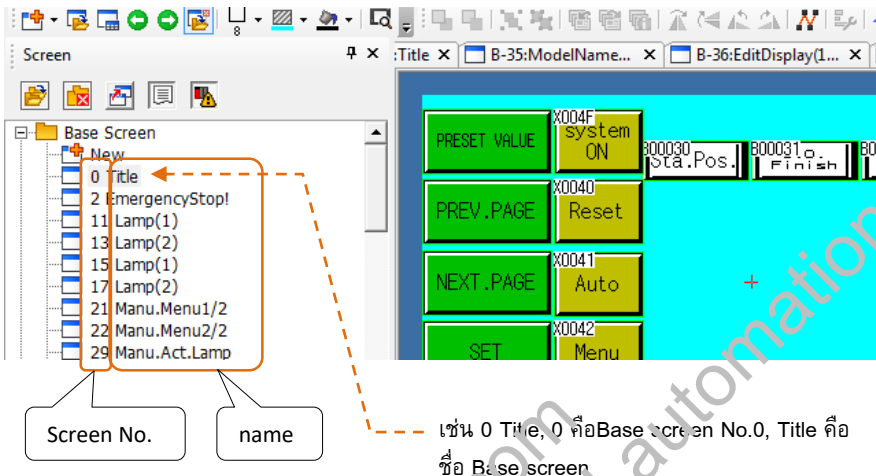 8
Screen
:Title
B-35:ModelName...
B-36:EditDisplay(1...
Base Screen
New
0 Title
2 EmergencyStop!
11 Lamp(1)
13 Lamp(2)
15 Lamp(1)
17 Lamp(2)
21 Manu.Menu1/2
22 Manu.Menu2/2
29 Manu.Act.Lamp
PRESET VALUE
X004F
system
ON
B00030
Sta.Pos.
B00031
Finish
PREV.PAGE
X0040
Reset
NEXT.PAGE
X0041
Auto
SET
X0042
Menu
Screen No.
name
เช่น 0 Title, 0 คือBase screen No.0, Title คือ
ชื่อ Base screen
automation